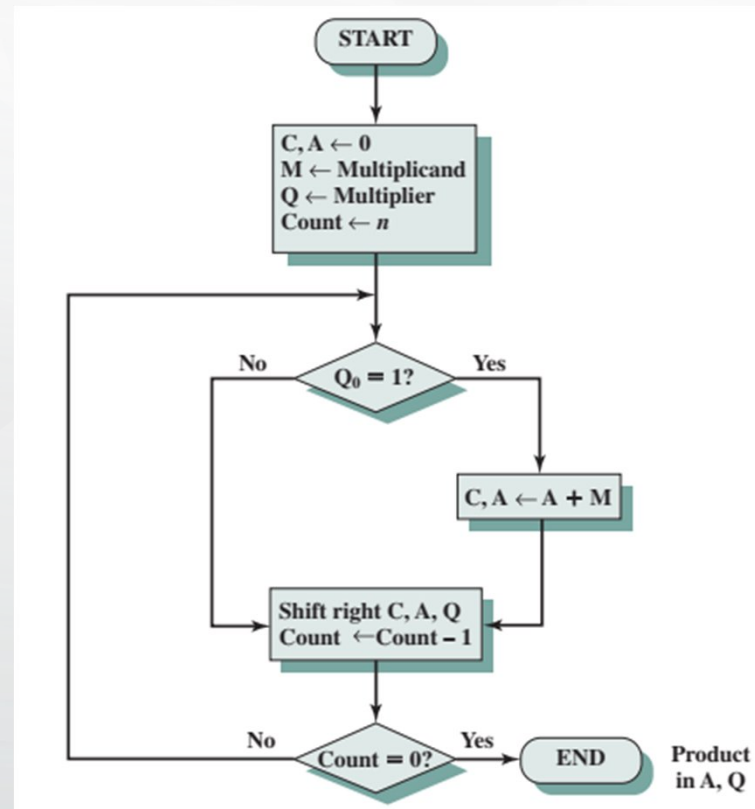 START
C, A ← 0
M ← Multiplicand
Q ← Multiplier
Count ← n
No
Q₀ = 1?
Yes
C, A ← A + M
Shift right C, A, Q
Count ← Count – 1
No
Count = 0?
Yes
END
Product
in A, Q